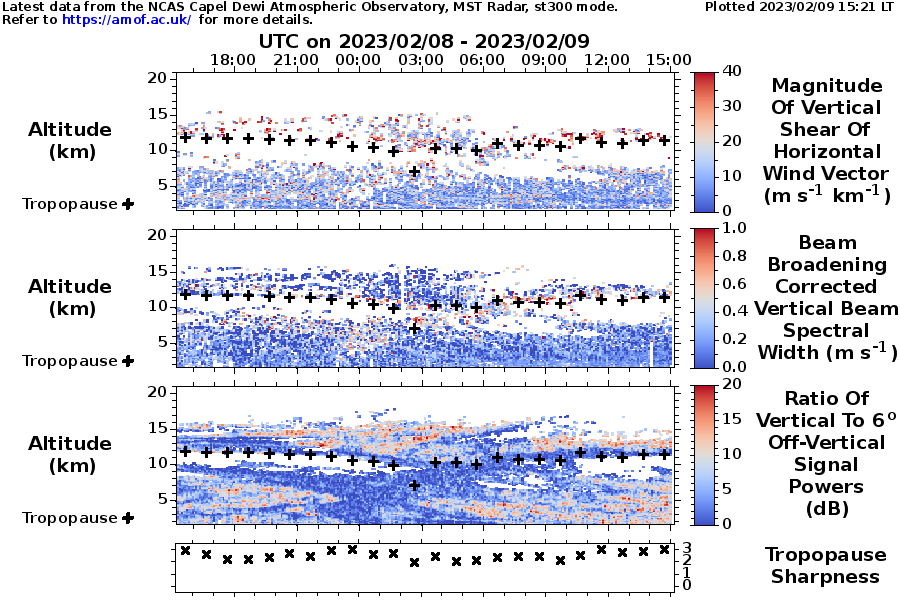 Latest data from the NCAS Capel Dewi Atmospheric Observatory, MST Radar, st300 mode.
Plotted 2023/02/09 15:21 LT
Refer to https://amof.ac.uk/ for more details.
UTC on 2023/02/08 - 2023/02/09
18:00 21:00 00:00 03:00 06:00 09:00 12:00 15:00
20
15
10
5
Altitude
(km)
Tropopause
40
30
20
10
0
Magnitude
Of Vertical
Shear Of
Horizontal
Wind Vector
(m s-1 km-1)
20
15
10
5
Altitude
(km)
Tropopause
1.0
0.8
0.6
0.4
0.2
0.0
Beam
Broadening
Corrected
Vertical Beam
Spectral
Width (m s-1)
20
15
10
5
Altitude
(km)
Tropopause
20
15
10
5
0
Ratio Of
Vertical To 6o
Off-Vertical
Signal
Powers
(dB)
3
2
1
0
Tropopause
Sharpness